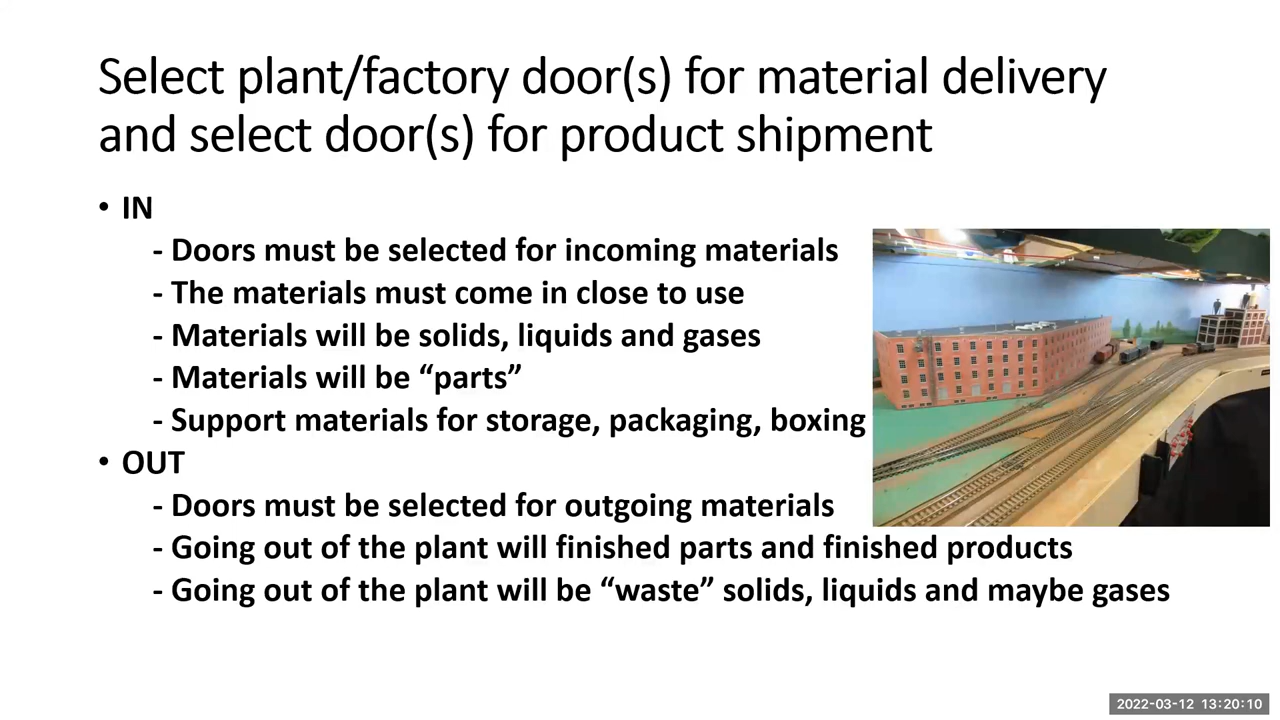 Select plant/factory door(s) for material delivery
and select door(s) for product shipment
• IN
- Doors must be selected for incoming materials
- The materials must come in close to use
- Materials will be solids, liquids and gases
- Materials will be “parts”
- Support materials for storage, packaging, boxing
• OUT
- Doors must be selected for outgoing materials
- Going out of the plant will finished parts and finished products
- Going out of the plant will be “waste” solids, liquids and maybe gases
2022-03-12 13:20:10